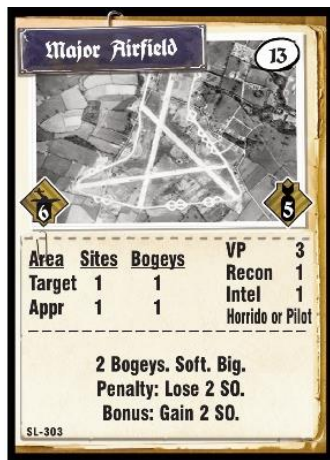 Major Airfield
13
6
5
Area Sites Bogeys
Target 1 1
Appr 1 1
VP 3
Recon 1
Intel 1
Horrido or Pilot
2 Bogeys. Soft. Big.
Penalty: Lose 2 SO.
Bonus: Gain 2 SO.
SL-303